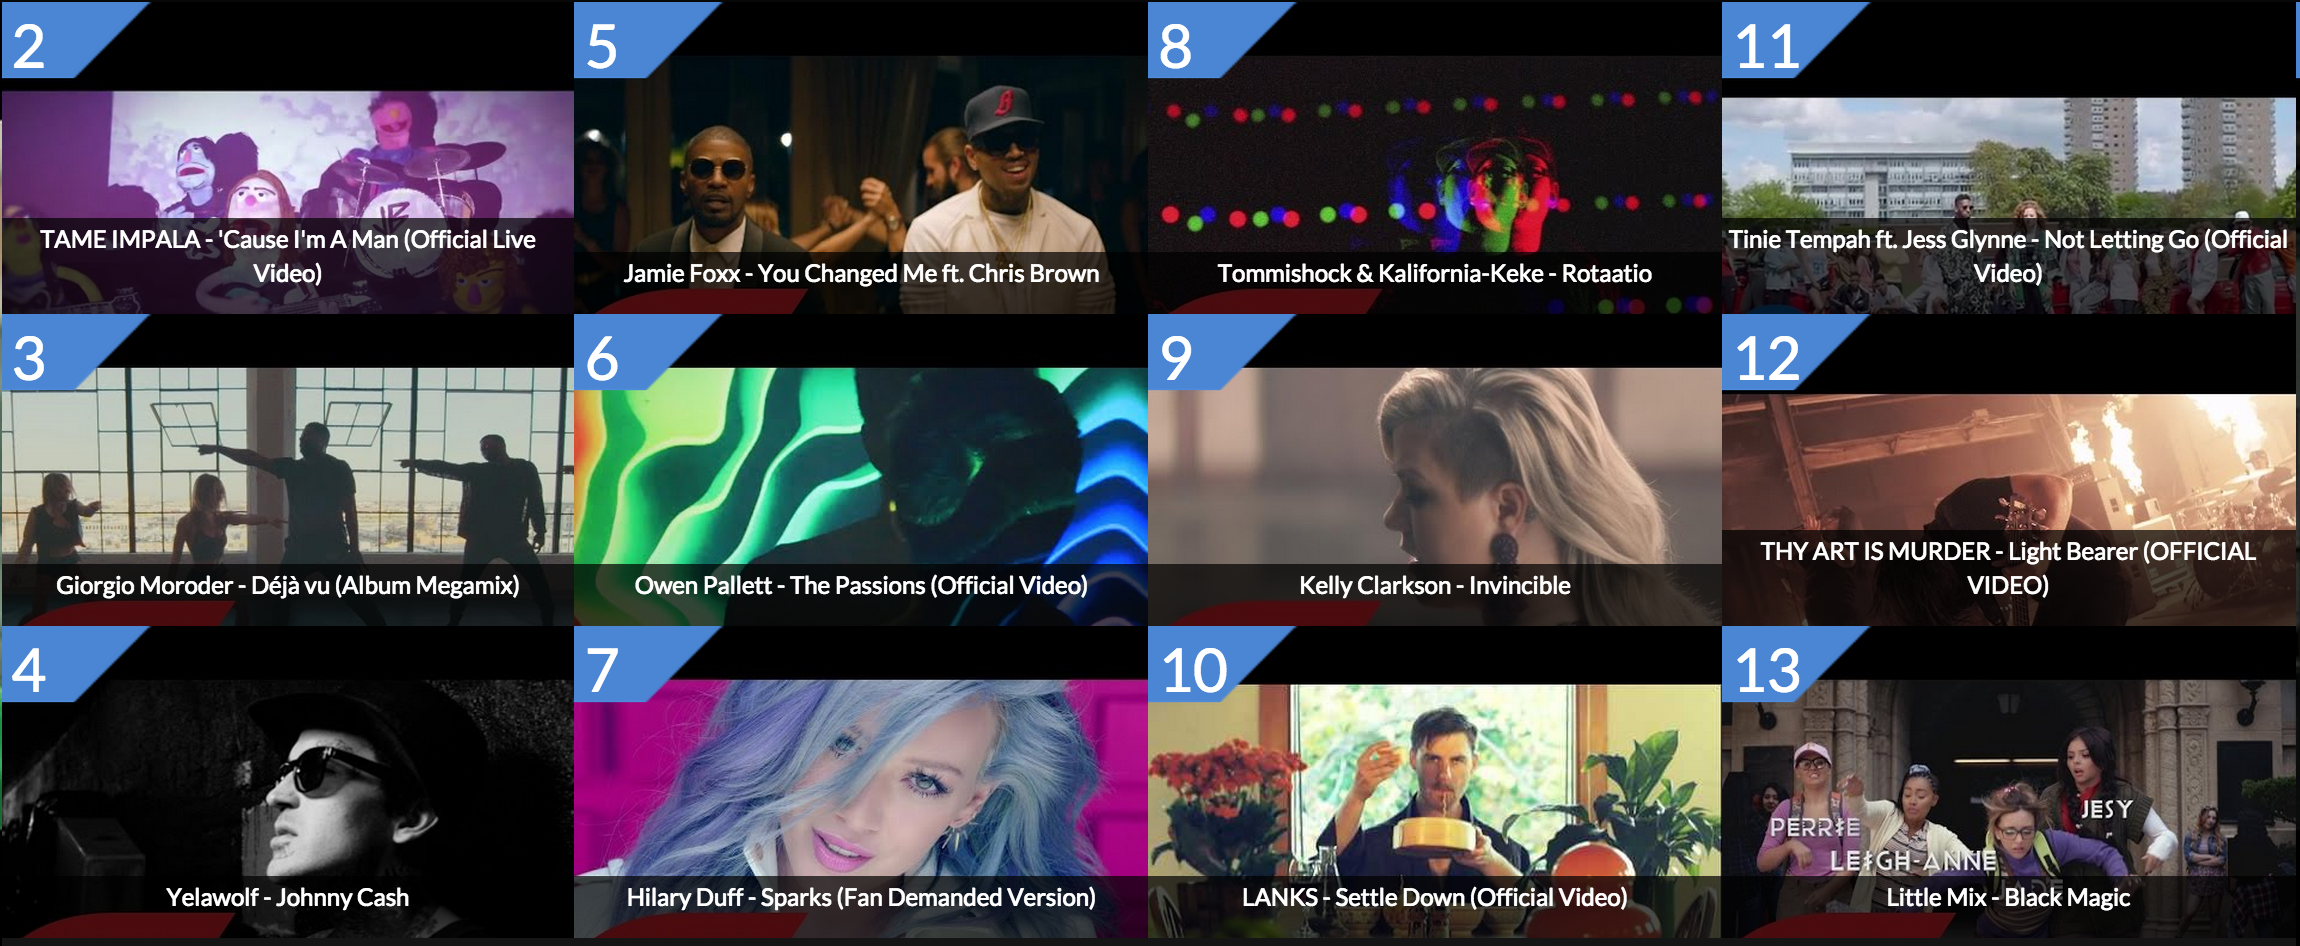 2
TAME IMPALA - 'Cause I'm A Man (Official Live
Video)
5
Jamie Foxx - You Changed Me ft. Chris Brown
8
Tommishock & Kalifornia-Keke - Rotaatio
11
Tinie Tempah ft. Jess Glynne - Not Letting Go (Official
Video)
3
Giorgio Moroder - Déjà vu (Album Megamix)
6
Owen Pallett - The Passions (Official Video)
9
Kelly Clarkson - Invincible
12
THY ART IS MURDER - Light Bearer (OFFICIAL
VIDEO)
4
Yelawolf - Johnny Cash
7
Hilary Duff - Sparks (Fan Demanded Version)
10
LANKS - Settle Down (Official Video)
13
JESY
PERRIE
LEIGH-ANNE
Little Mix - Black Magic